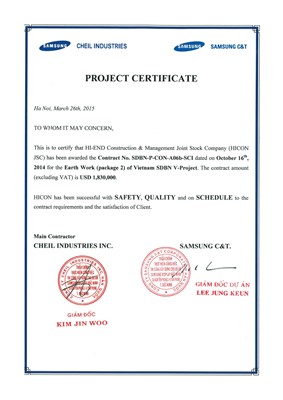 SAMSUNG CHEIL INDUSTRIES SAMSUNG SAMSUNG C&T
PROJECT CERTIFICATE
Ha Noi, March 26th, 2015
TO WHOM IT MAY CONCERN,
This is to certify that HI-END Construction & Management Joint Stock Company (HICON
JSC) has been awarded the Contract No. SDBN-P-CON-A06b-SCI dated on October 16th,
2014 for the Earth Work (package 2) of Vietnam SDBN V-Project. The contract amount
(excluding VAT) is USD 1,830,000.
HICON has been successful with SAFETY, QUALITY and on SCHEDULE to the
contract requirements and the satisfaction of Client.
Main Contractor
CHEIL INDUSTRIES INC. SAMSUNG C&T.
GIÁM ĐỐC DỰ ÁN
LEE JUNG KEUN
GIÁM ĐỐC
KIM JIN WOO